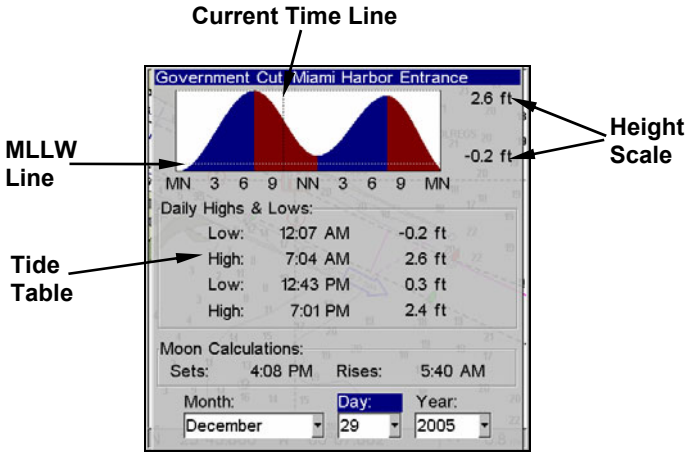 Current Time Line
Government Cut, Miami Harbor Entrance
2.6 ft
Height
Scale
-0.2 ft
MLLW
Line
MN 3 6 9 NN 3 6 9 MN
Daily Highs & Lows:
Low: 12:07 AM -0.2 ft
High: 7:04 AM 2.6 ft
Low: 12:43 PM 0.3 ft
High: 7:01 PM 2.4 ft
Tide
Table
Moon Calculations:
Sets: 4:08 PM Rises: 5:40 AM
Month: Day: Year:
December 29 2005